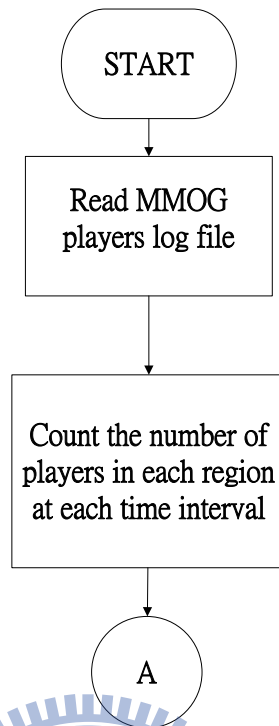 START
Read MMOG
players log file
Count the number of
players in each region
at each time interval
A